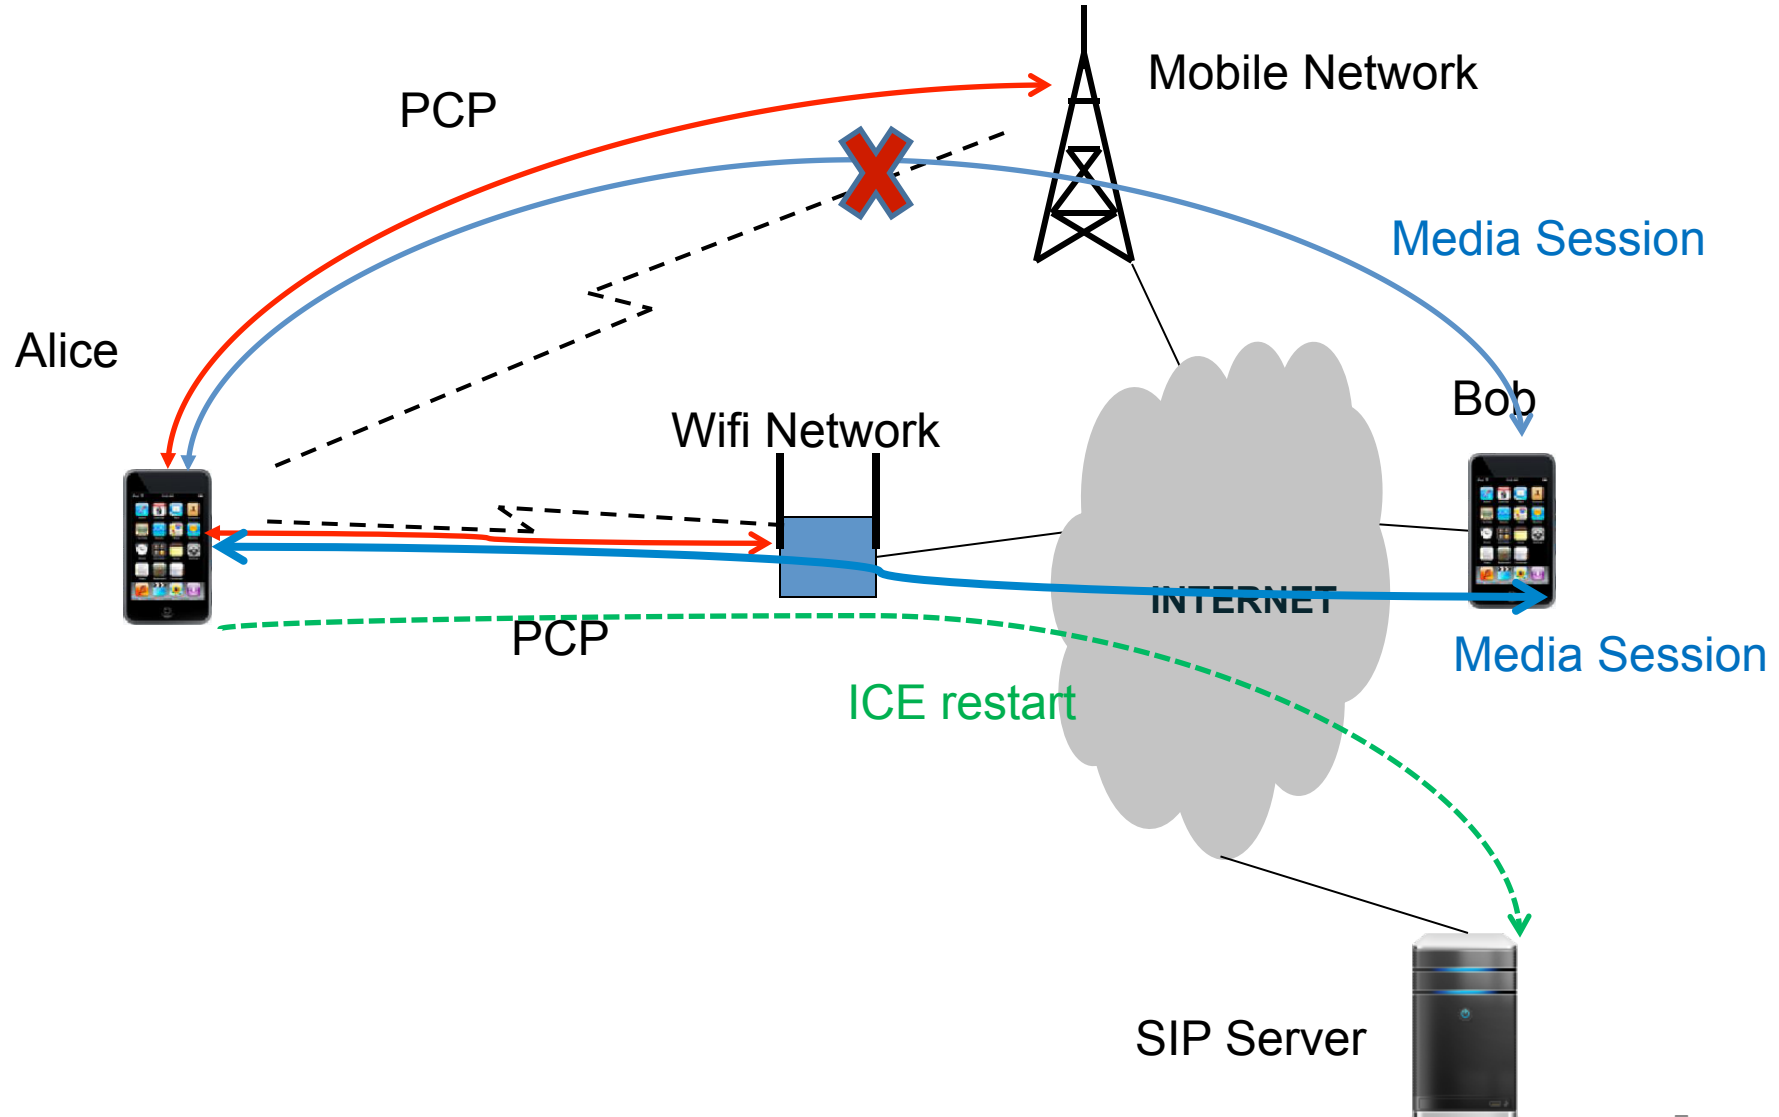 Mobile Network
PCP
Media Session
Alice
Bob
Wifi Network
INTERNET
PCP
Media Session
ICE restart
SIP Server